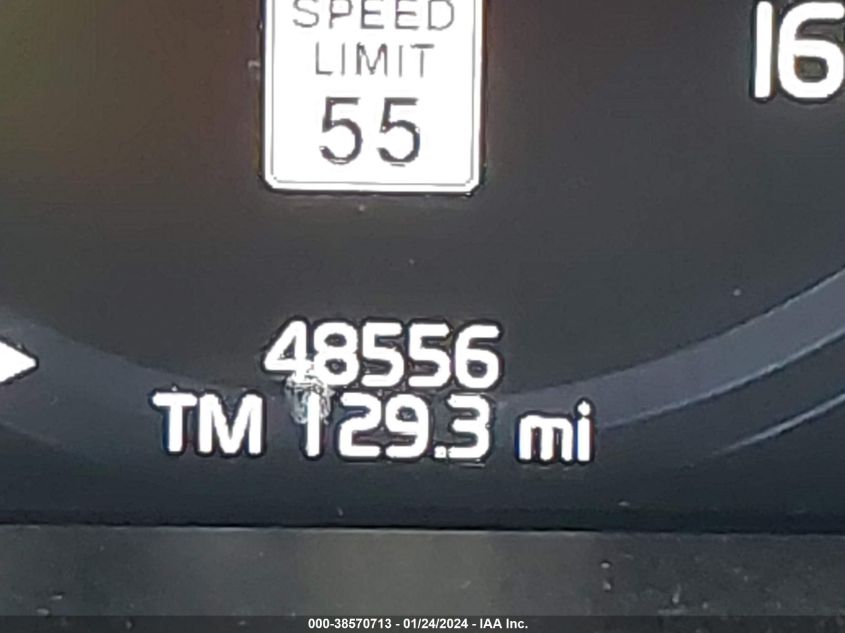 SPEED
LIMIT
55
16
48556
TM 129.3 mi
000-38570713 - 01/24/2024 - IAA Inc.